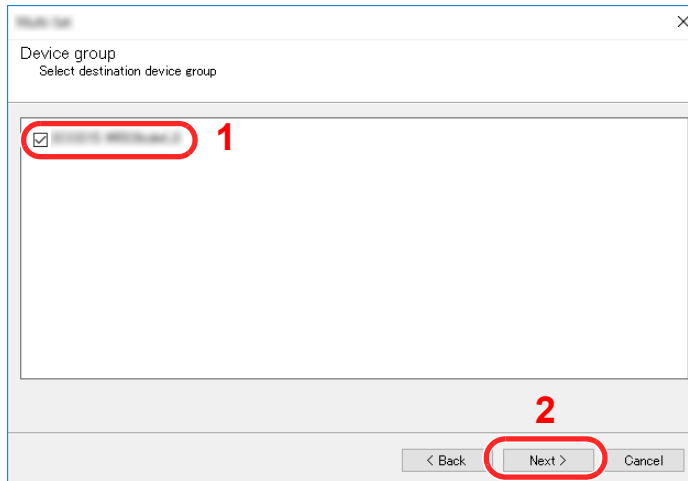 Device group
Select destination device group
1
2
< Back
Next >
Cancel